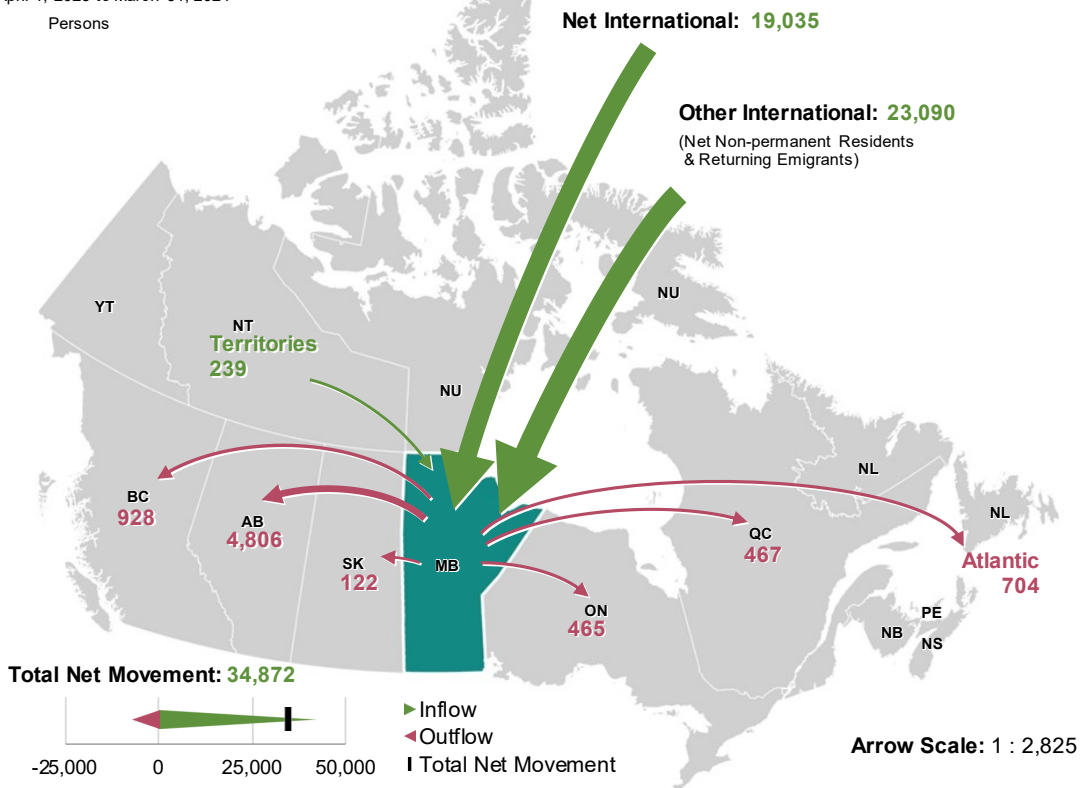 Persons
Net International: 19,035
Other International: 23,090
(Net Non-permanent Residents
& Returning Emigrants)
YT
NU
NT
Territories
239
NU
NL
BC
928
AB
4,806
NL
QC
467
SK
122
MB
Atlantic
704
ON
465
PE
NB
NS
Total Net Movement: 34,872
Inflow
Outflow
Total Net Movement
-25,000 0 25,000 50,000
Arrow Scale: 1 : 2,825